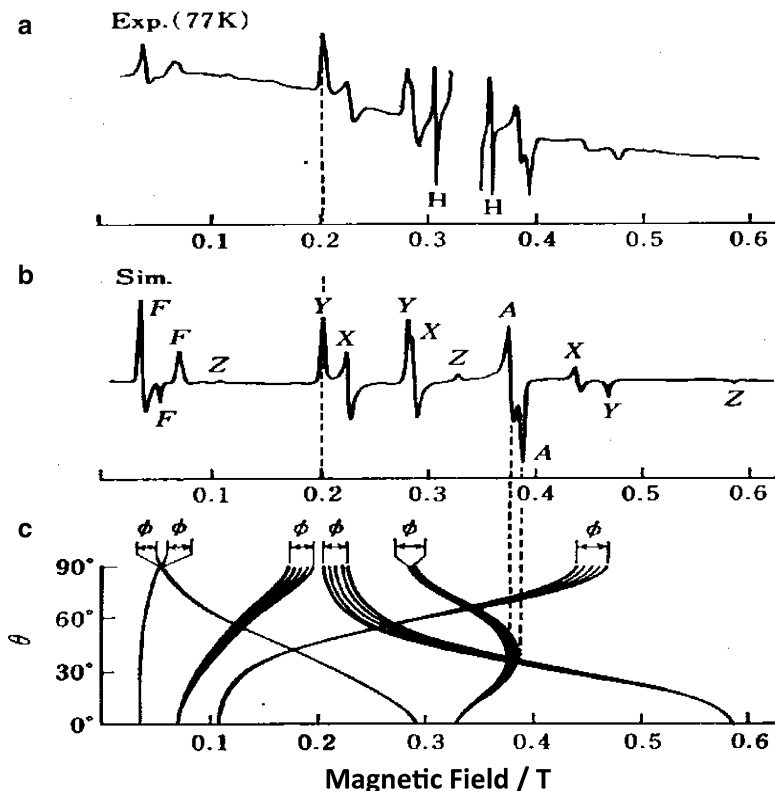 a
Exp.(77K)
H H
0.1 0.2 0.3 0.4 0.5 0.6
b
Sim.
F F F Z Y X Y X Z A A X Y Z
0.1 0.2 0.3 0.4 0.5 0.6
c
ϕ ϕ ϕ ϕ ϕ ϕ
90°
60°
θ
30°
0°
0.1 0.2 0.3 0.4 0.5 0.6
Magnetic Field / T